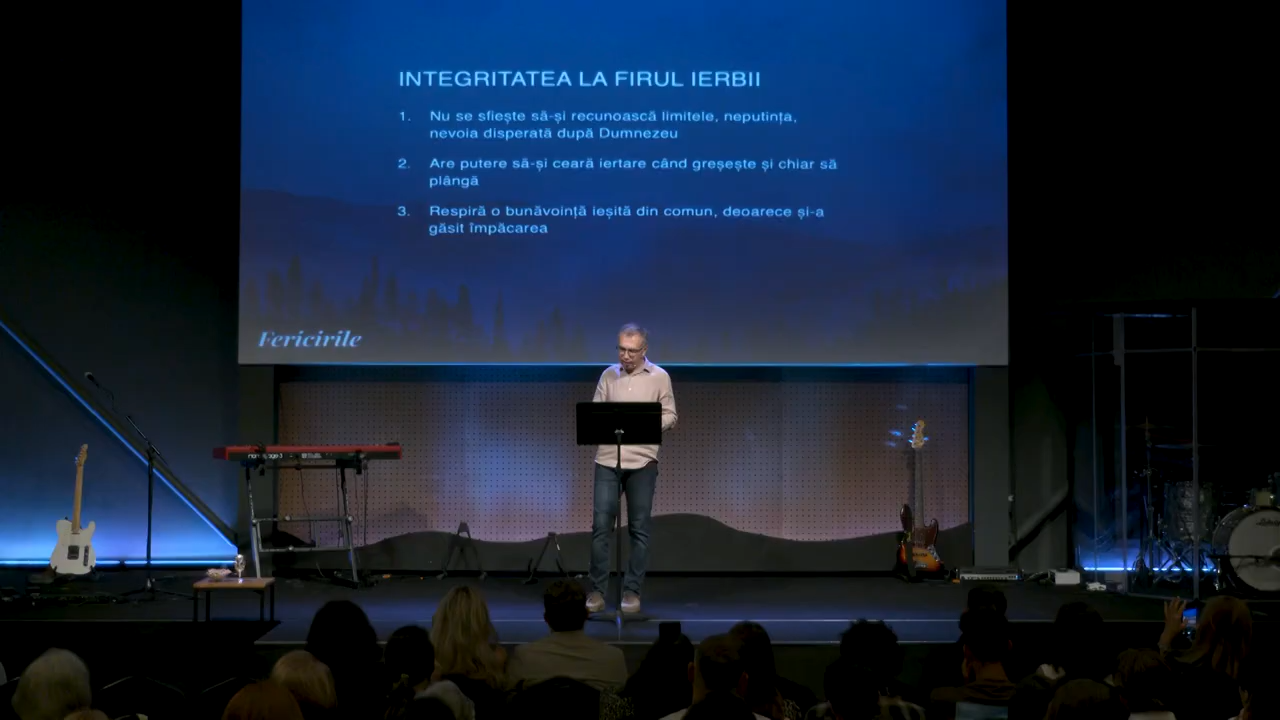 INTEGRITATEA LA FIRUL IERBII
1. Nu se sfiește să-și recunoască limitele, neputința,
nevoia disperată după Dumnezeu
2. Are putere să-și ceară iertare când greșește și chiar să
plângă
3. Respiră o bunăvoință ieșită din comun, deoarece și-a
găsit împăcarea
Fericirile